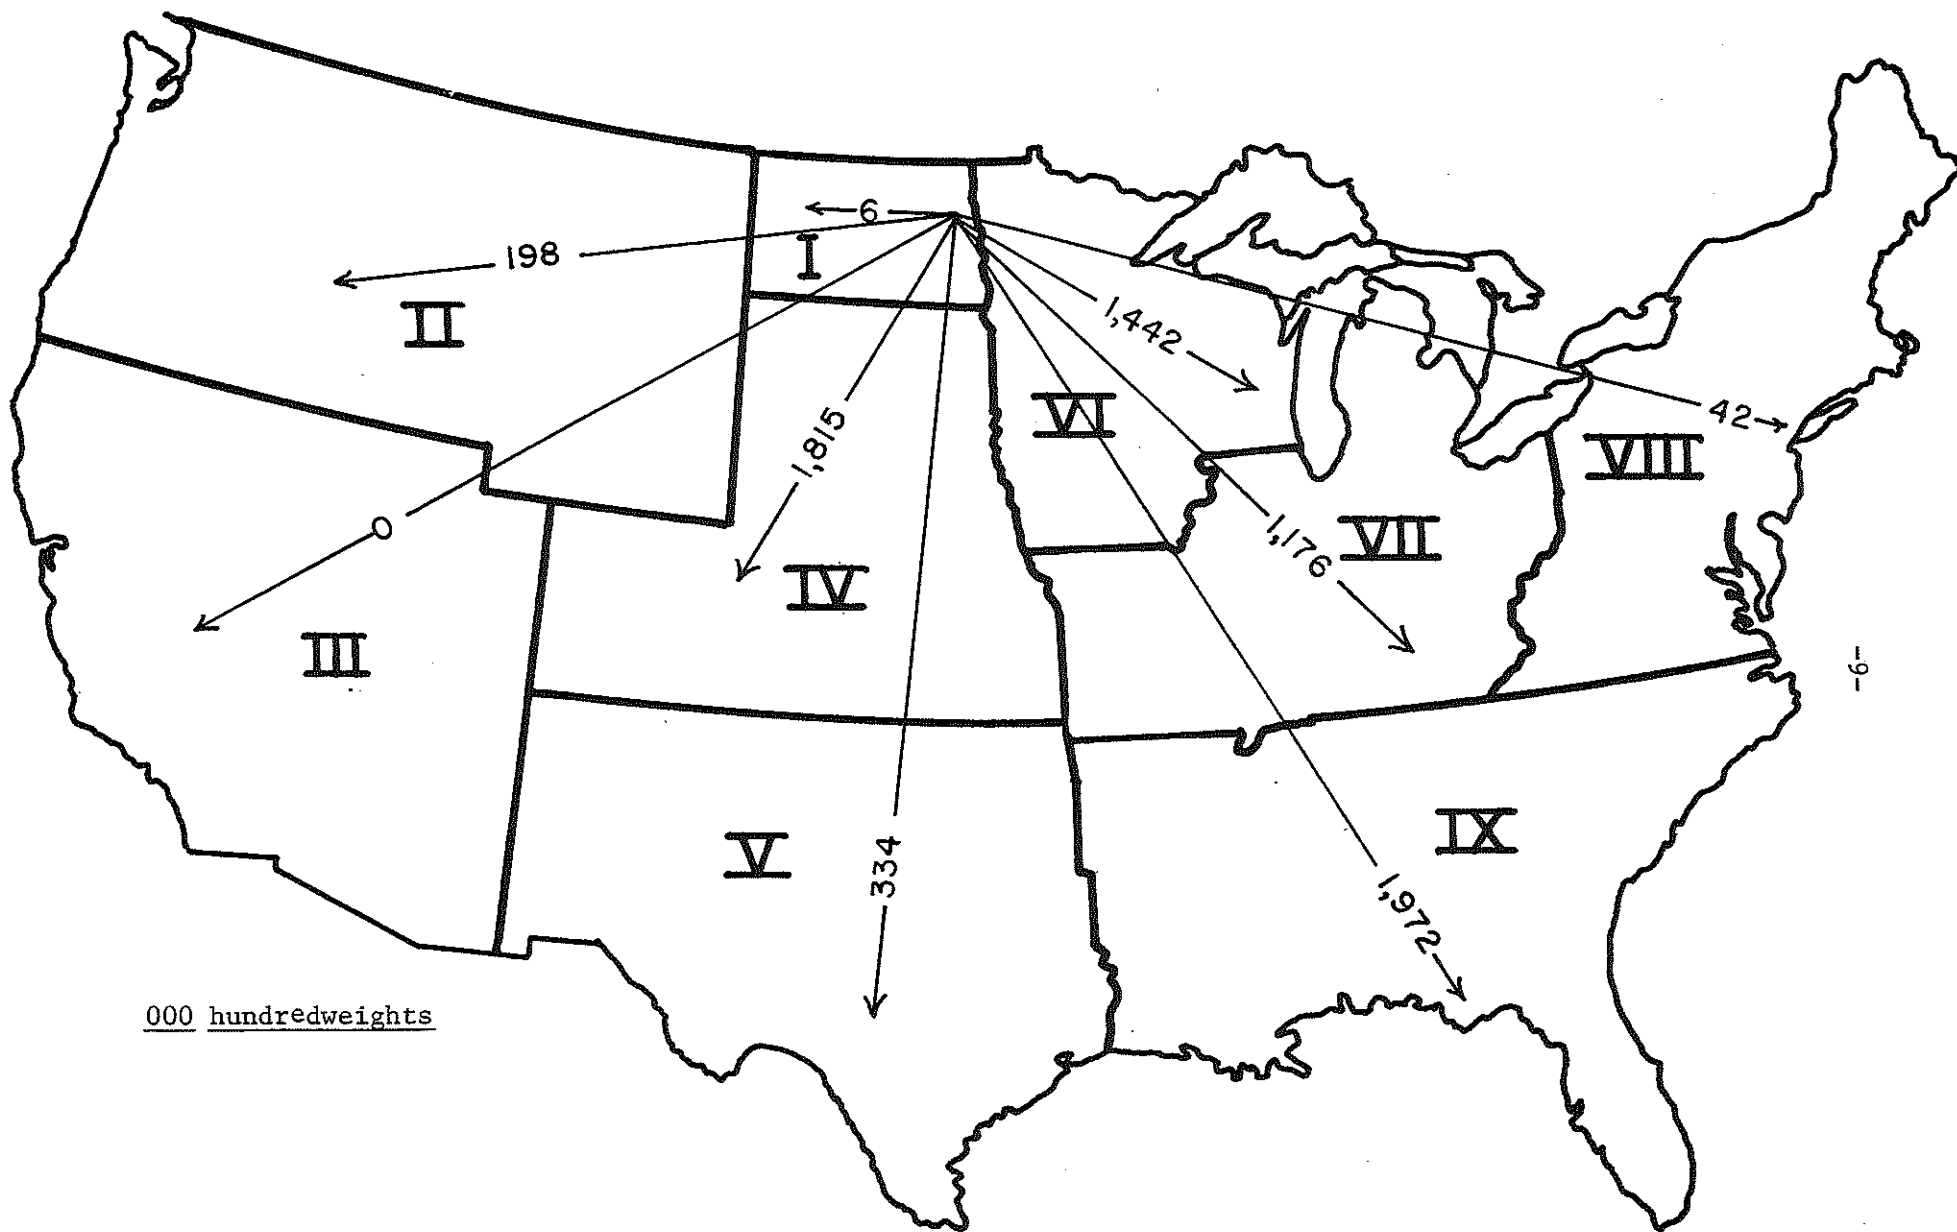 6
I
198
II
1,442
VI
42
VIII
1,815
0
1,176
VII
IV
III
-6-
V
334
IX
1,972
000 hundredweights